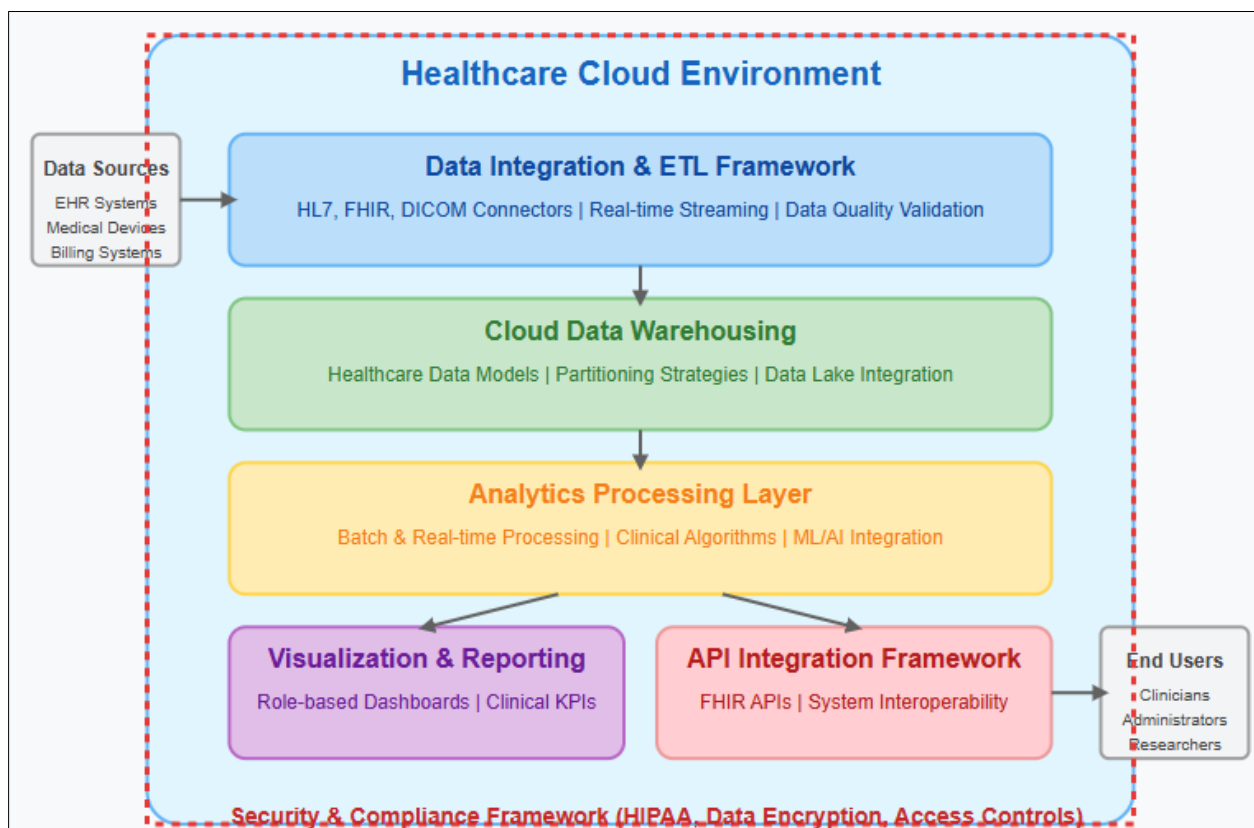 Healthcare Cloud Environment
Data Sources
EHR Systems
Medical Devices
Billing Systems
Data Integration & ETL Framework
HL7, FHIR, DICOM Connectors | Real-time Streaming | Data Quality Validation
Cloud Data Warehousing
Healthcare Data Models | Partitioning Strategies | Data Lake Integration
Analytics Processing Layer
Batch & Real-time Processing | Clinical Algorithms | ML/AI Integration
Visualization & Reporting
Role-based Dashboards | Clinical KPIs
API Integration Framework
FHIR APIs | System Interoperability
End Users
Clinicians
Administrators
Researchers
Security & Compliance Framework (HIPAA, Data Encryption, Access Controls)